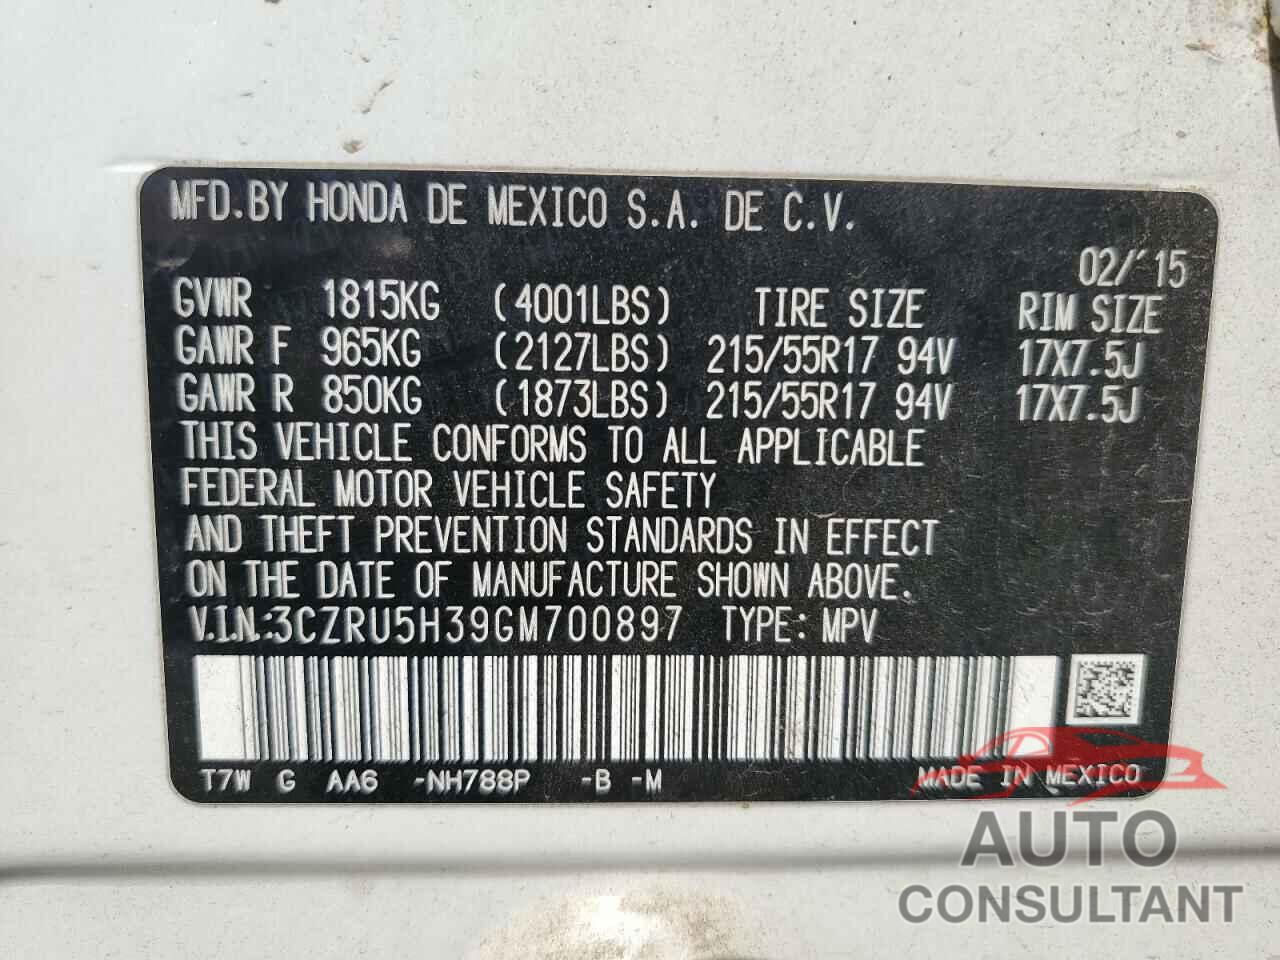 MFD.BY HONDA DE MEXICO S.A. DE C.V.
02/'15
GVWR 1815KG (4001LBS) TIRE SIZE RIM SIZE
GAWR F 965KG (2127LBS) 215/55R17 94V 17X7.5J
GAWR R 850KG (1873LBS) 215/55R17 94V 17X7.5J
THIS VEHICLE CONFORMS TO ALL APPLICABLE
FEDERAL MOTOR VEHICLE SAFETY
AND THEFT PREVENTION STANDARDS IN EFFECT
ON THE DATE OF MANUFACTURE SHOWN ABOVE.
V.I.N.:3CZRU5H39GM700897 TYPE: MPV
T7W G AA6 -NH788P -B -M MADE IN MEXICO
AUTO
CONSULTANT